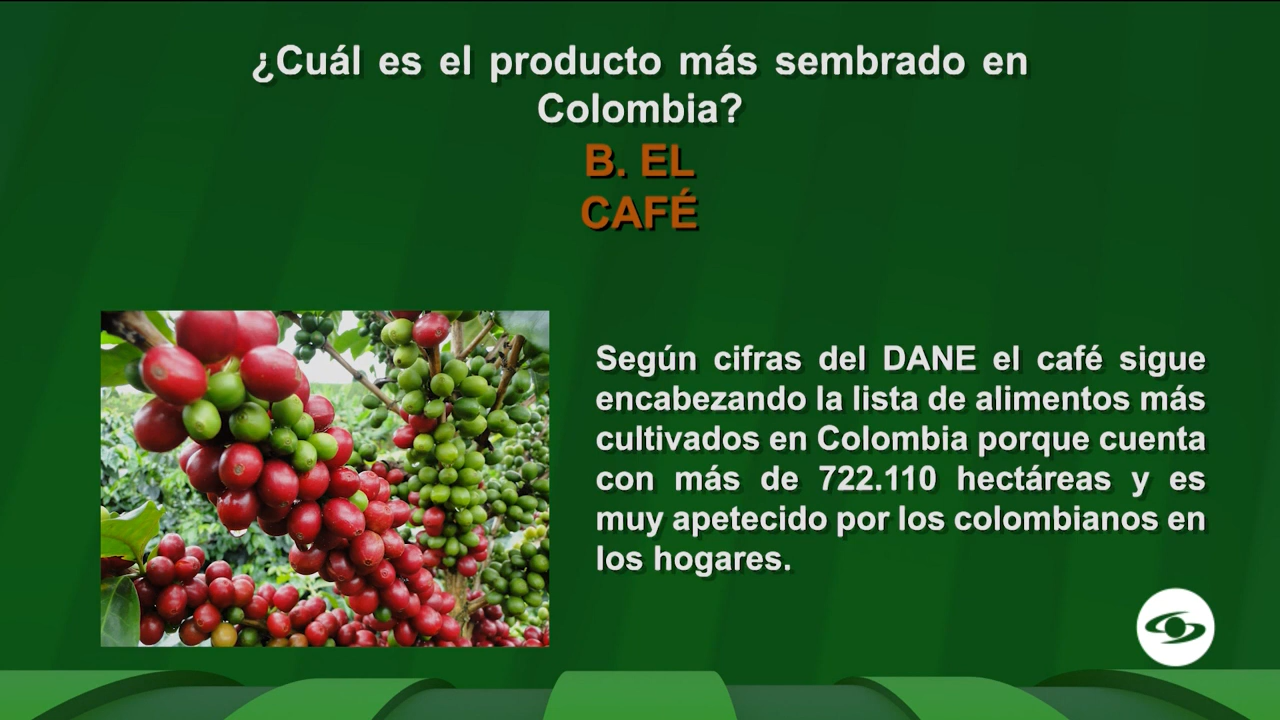 ¿Cuál es el producto más sembrado en
Colombia?
B. EL
CAFÉ
Según cifras del DANE el café sigue
encabezando la lista de alimentos más
cultivados en Colombia porque cuenta
con más de 722.110 hectáreas y es
muy apetecido por los colombianos en
los hogares.